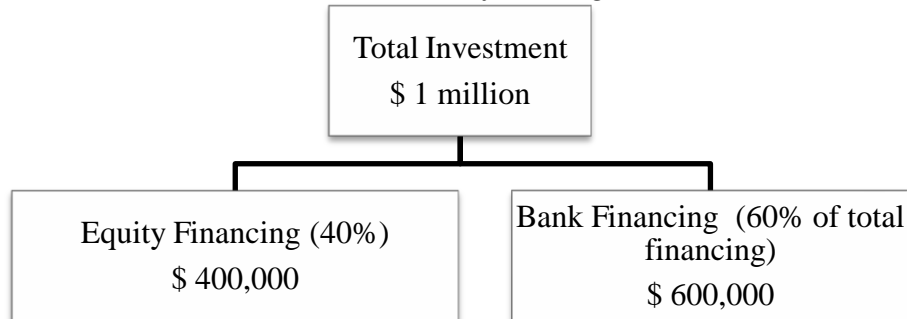 Total Investment
$ 1 million
Equity Financing (40%)
$ 400,000
Bank Financing (60% of total
financing)
$ 600,000